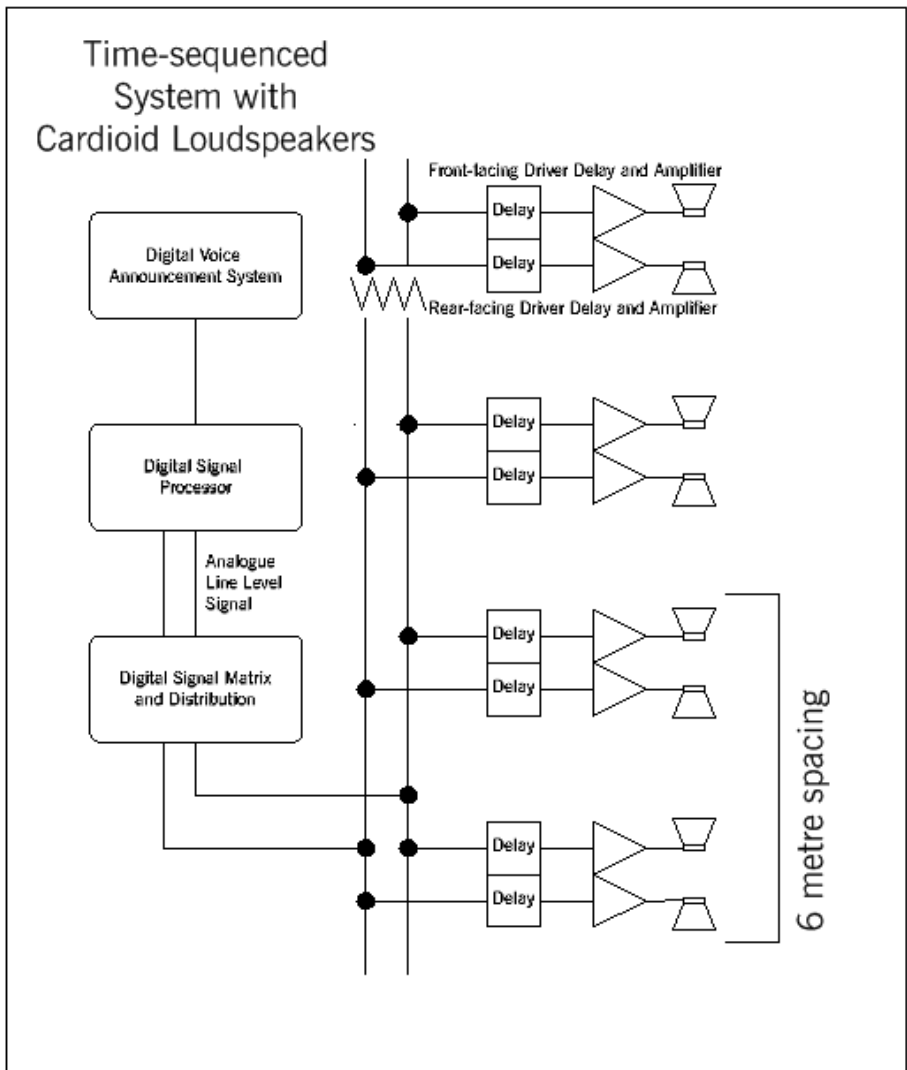 Time-sequenced
System with
Cardioid Loudspeakers
Front-facing Driver Delay and Amplifier
Delay
Delay
Rear-facing Driver Delay and Amplifier
Digital Voice
Announcement System
Delay
Delay
Digital Signal
Processor
Analogue
Line Level
Signal
Delay
Delay
Digital Signal Matrix
and Distribution
6 metre spacing
Delay
Delay